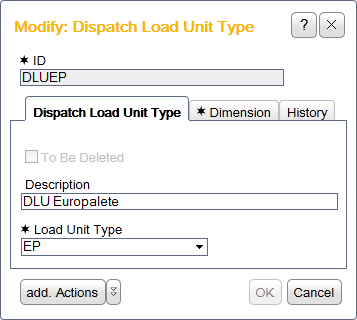 Modify: Dispatch Load Unit Type
?
✶ ID
DLUEP
Dispatch Load Unit Type ✶ Dimension History
To Be Deleted
Description
DLU Europalete
✶ Load Unit Type
EP
add. Actions OK Cancel